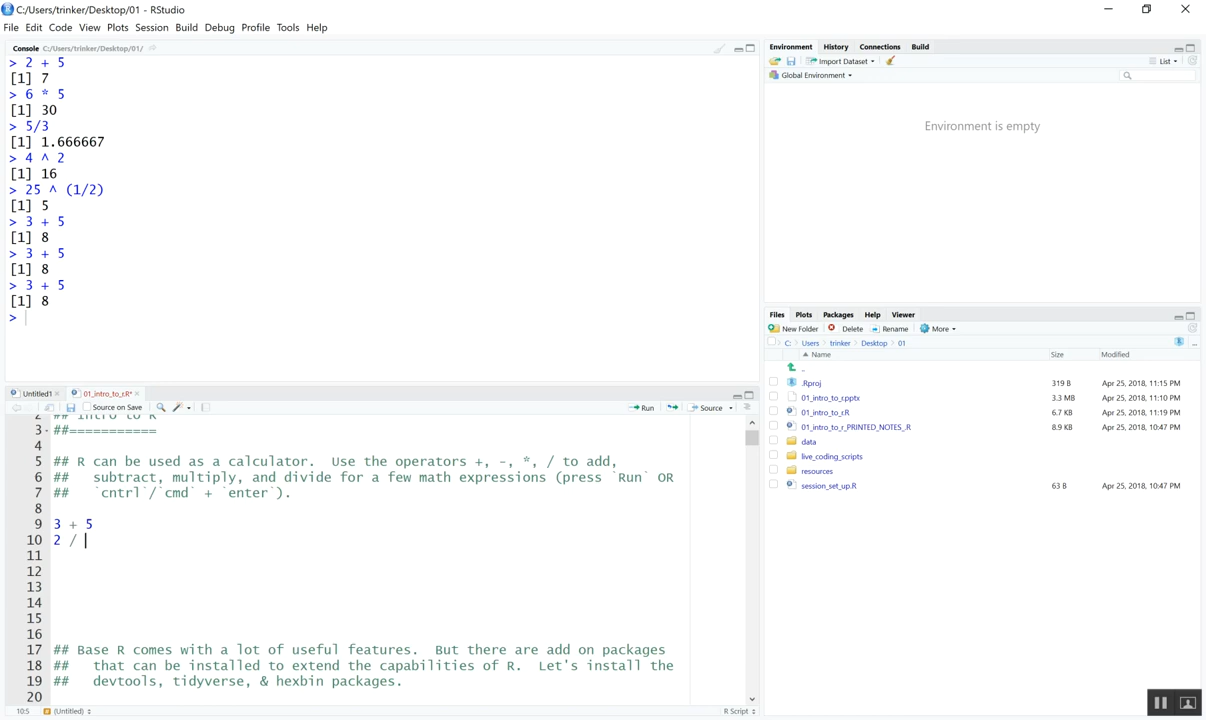 C:/Users/trinker/Desktop/01 - RStudio
File Edit Code View Plots Session Build Debug Profile Tools Help
Console C:/Users/trinker/Desktop/01/
> 2 + 5
[1] 7
> 6 * 5
[1] 30
> 5/3
[1] 1.666667
> 4 ^ 2
[1] 16
> 25 ^ (1/2)
[1] 5
> 3 + 5
[1] 8
> 3 + 5
[1] 8
> 3 + 5
[1] 8
>
Untitled1 01_intro_to_r.R*
Source on Save Run Source
2 ## Intro to R
3 ##===========
4
5 ## R can be used as a calculator. Use the operators +, -, *, / to add,
6 ## subtract, multiply, and divide for a few math expressions (press `Run` OR
7 ## `cntrl`/`cmd` + `enter`).
8
9 3 + 5
10 2 /
11
12
13
14
15
16
17 ## Base R comes with a lot of useful features. But there are add on packages
18 ## that can be installed to extend the capabilities of R. Let's install the
19 ## devtools, tidyverse, & hexbin packages.
20
10:5 (Untitled) R Script
Environment History Connections Build
Import Dataset List
Global Environment
Environment is empty
Files Plots Packages Help Viewer
New Folder Delete Rename More
C: Users trinker Desktop 01
Name Size Modified
..
.Rproj 319 B Apr 25, 2018, 11:15 PM
01_intro_to_r.pptx 3.3 MB Apr 25, 2018, 11:10 PM
01_intro_to_r.R 6.7 KB Apr 25, 2018, 11:19 PM
01_intro_to_r_PRINTED_NOTES_.R 8.9 KB Apr 25, 2018, 10:47 PM
data
live_coding_scripts
resources
session_set_up.R 63 B Apr 25, 2018, 10:47 PM